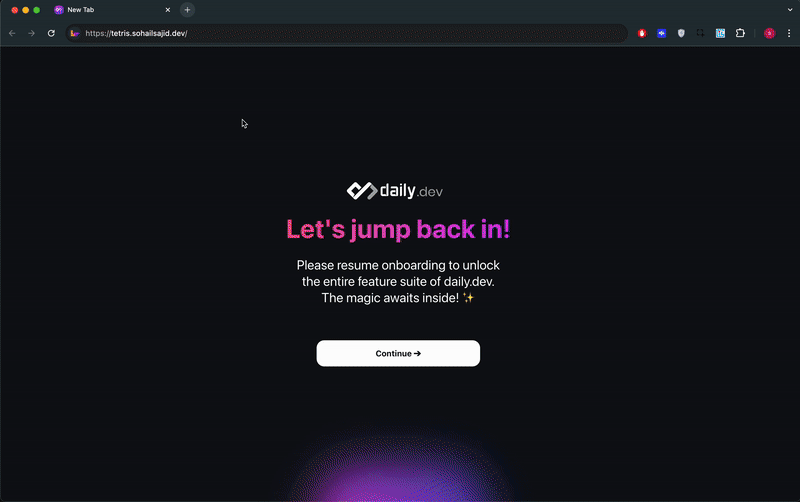 New Tab
https://tetris.sohailsajid.dev/
daily.dev
Let's jump back in!
Please resume onboarding to unlock
the entire feature suite of daily.dev.
The magic awaits inside! ✨
Continue →